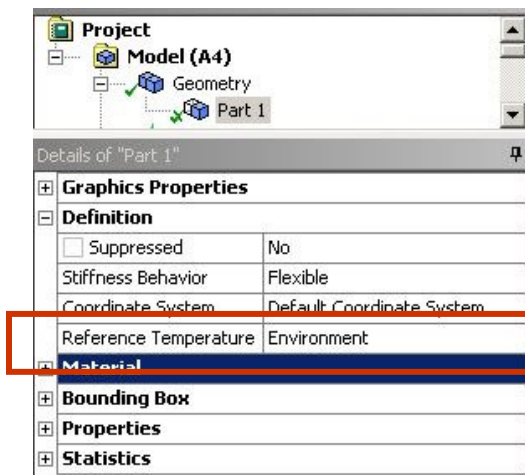 Project
Model (A4)
Geometry
Part 1
Details of "Part 1"
Graphics Properties
Definition
Suppressed No
Stiffness Behavior Flexible
Coordinate System Default Coordinate System
Reference Temperature Environment
Material
Bounding Box
Properties
Statistics